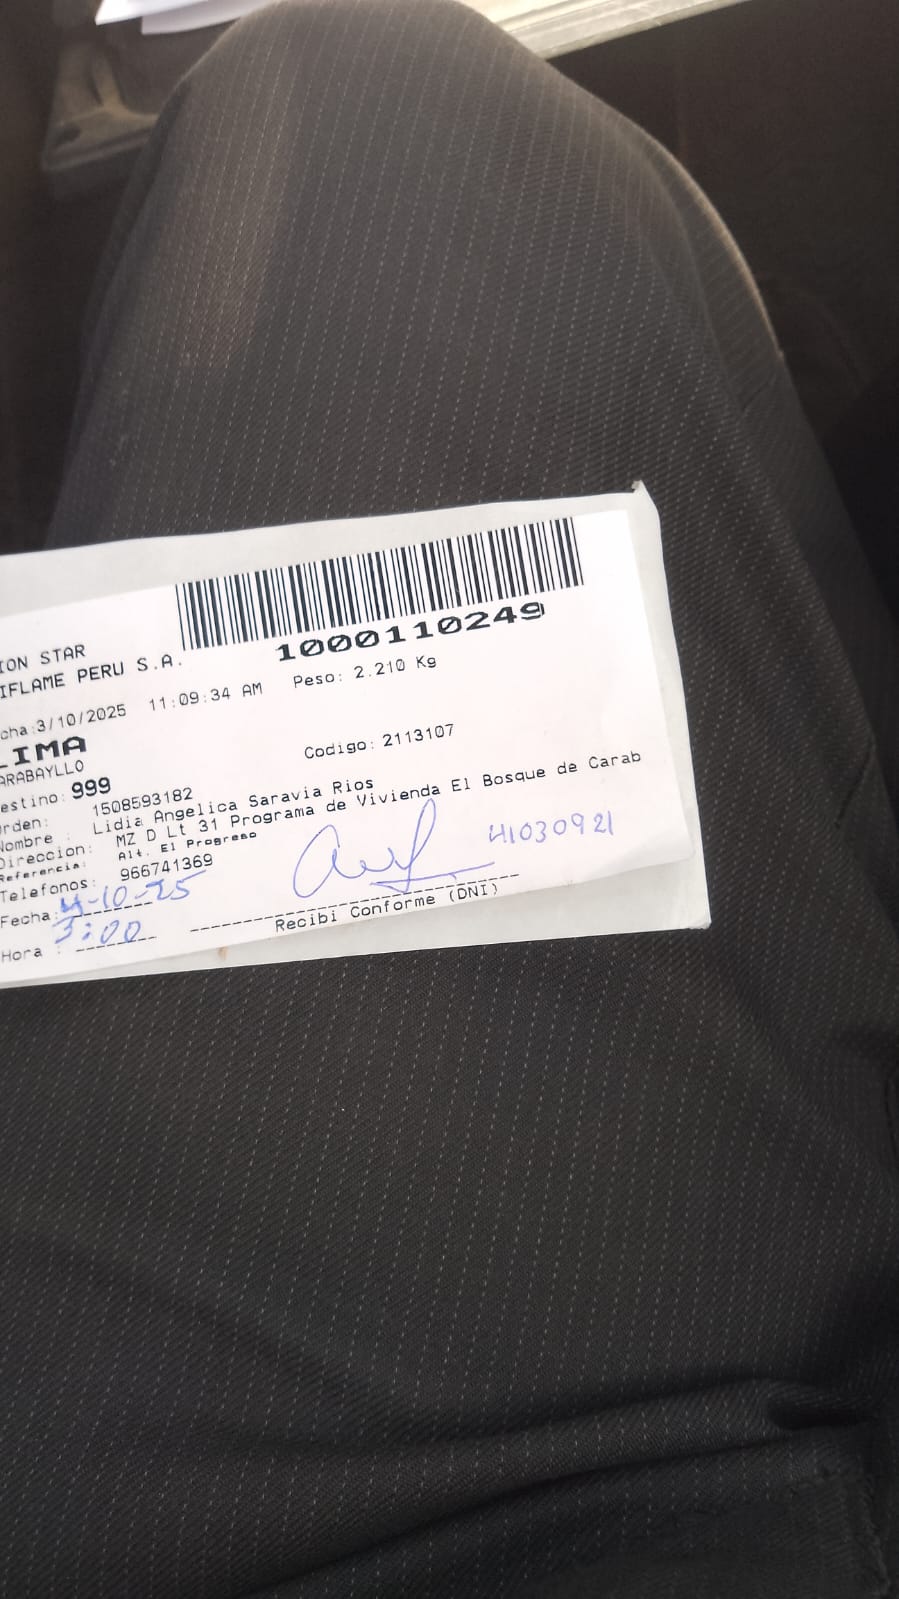 1000110249
ION STAR
IFLAME PERU S.A.
cha:3/10/2025 11:09:34 AM Peso: 2.210 Kg
LIMA
ARABAYLLO Codigo: 2113107
estino: 999
rden: 1508593182
Nombre : Lidia Angelica Saravia Rios
Direccion: MZ D Lt 31 Programa de Vivienda El Bosque de Carab
Referencia: Alt. El Progreso
Telefonos: 966741369
41030921
Fecha: 4-10-25
Recibi Conforme (DNI)
Hora : 3:00